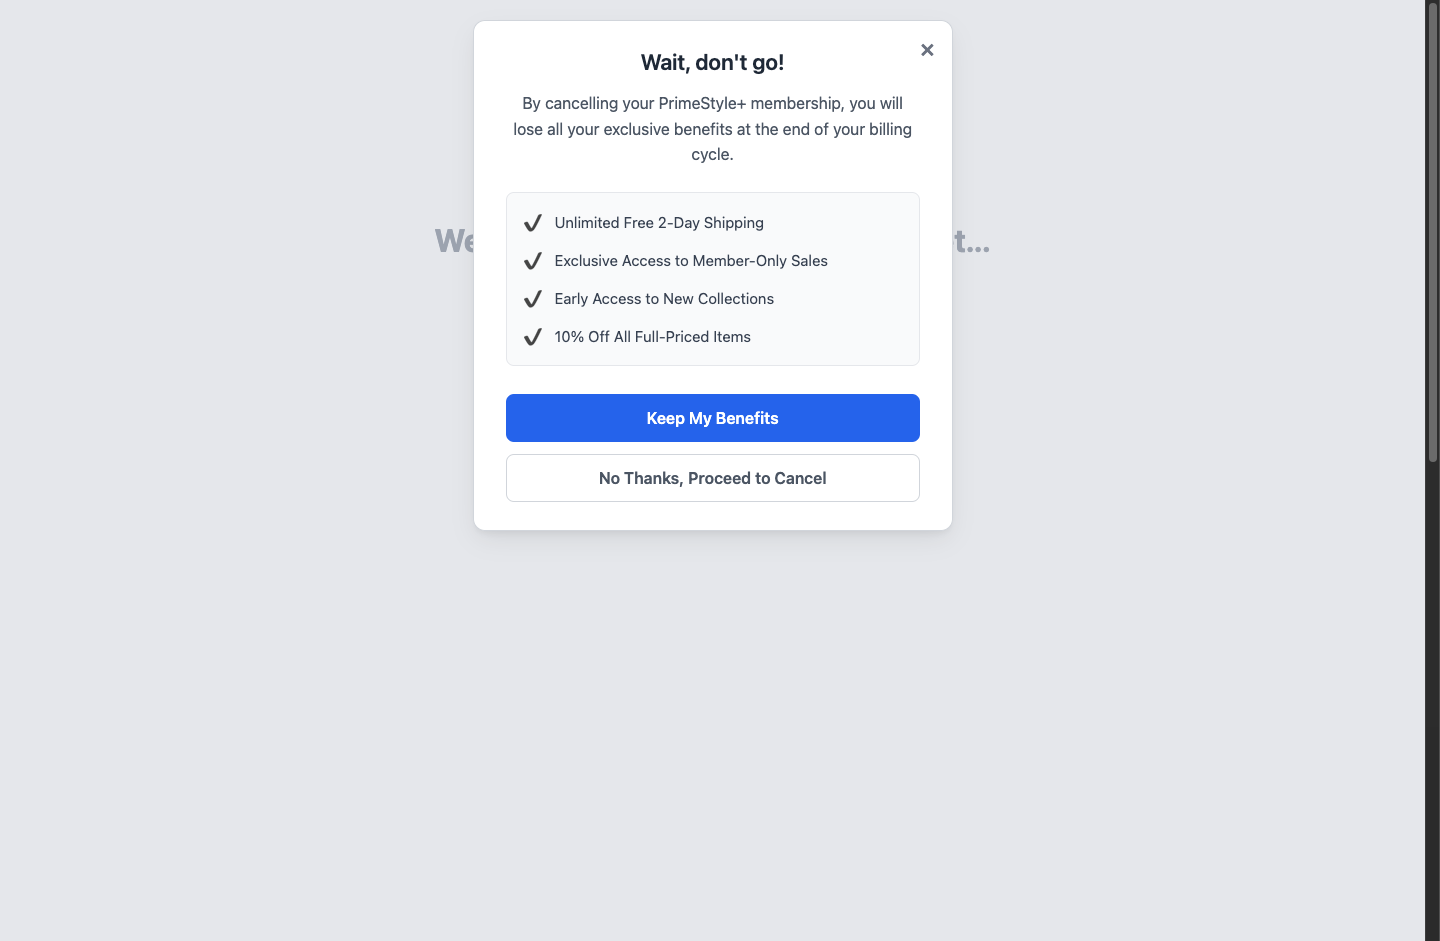 Wait, don't go!
By cancelling your PrimeStyle+ membership, you will
lose all your exclusive benefits at the end of your billing
cycle.
Unlimited Free 2-Day Shipping
Exclusive Access to Member-Only Sales
Early Access to New Collections
10% Off All Full-Priced Items
Keep My Benefits
No Thanks, Proceed to Cancel